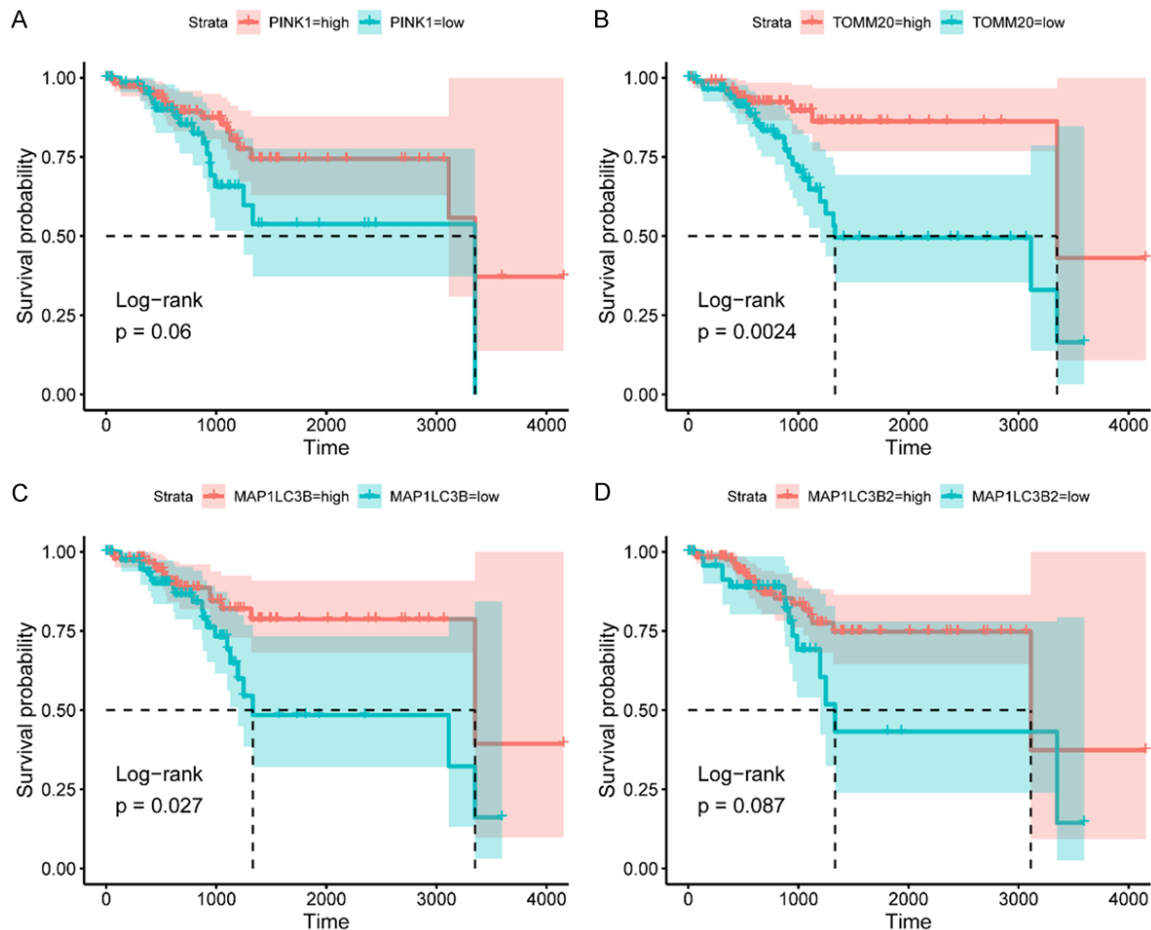 A
Strata PINK1=high PINK1=low
1.00
0.75
0.50
0.25
0.00
Survival probability
Log-rank
p = 0.06
0 1000 2000 3000 4000
Time
B
Strata TOMM20=high TOMM20=low
1.00
0.75
0.50
0.25
0.00
Survival probability
Log-rank
p = 0.0024
0 1000 2000 3000 4000
Time
C
Strata MAP1LC3B=high MAP1LC3B=low
1.00
0.75
0.50
0.25
0.00
Survival probability
Log-rank
p = 0.027
0 1000 2000 3000 4000
Time
D
Strata MAP1LC3B2=high MAP1LC3B2=low
1.00
0.75
0.50
0.25
0.00
Survival probability
Log-rank
p = 0.087
0 1000 2000 3000 4000
Time